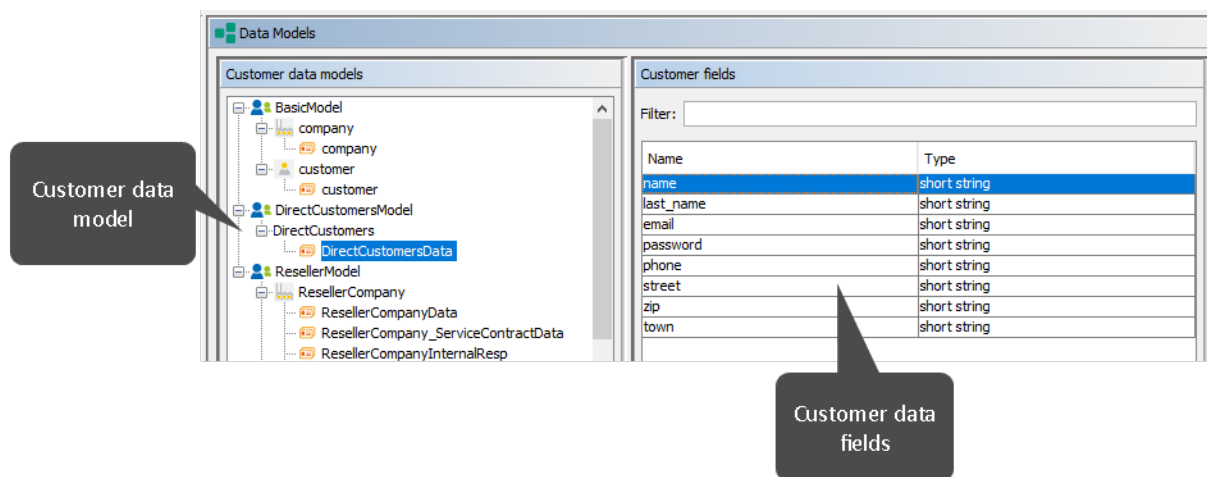 Data Models
Customer data models
BasicModel
company
company
customer
customer
DirectCustomersModel
DirectCustomers
DirectCustomersData
ResellerModel
ResellerCompany
ResellerCompanyData
ResellerCompany_ServiceContractData
ResellerCompanyInternalResp
Customer fields
Filter:
Name Type
name short string
last_name short string
email short string
password short string
phone short string
street short string
zip short string
town short string
Customer data
model
Customer data
fields